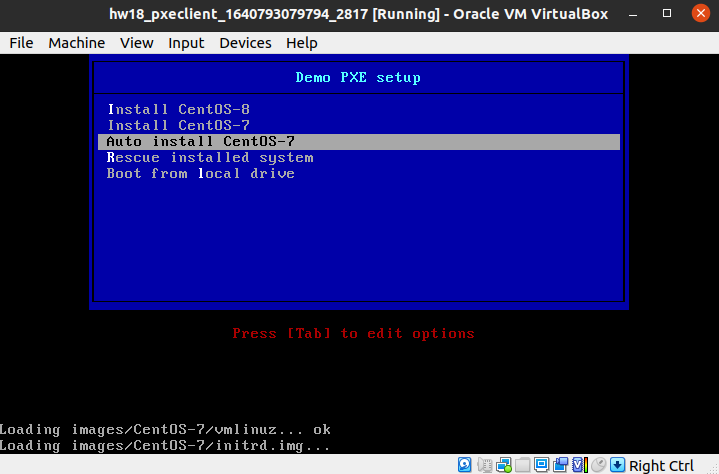 hw18_pxeclient_1640793079794_2817 [Running] - Oracle VM VirtualBox
File Machine View Input Devices Help
Demo PXE setup
Install CentOS-8
Install CentOS-7
Auto install CentOS-7
Rescue installed system
Boot from local drive
Press [Tab] to edit options
Loading images/CentOS-7/vmlinuz... ok
Loading images/CentOS-7/initrd.img...
Right Ctrl